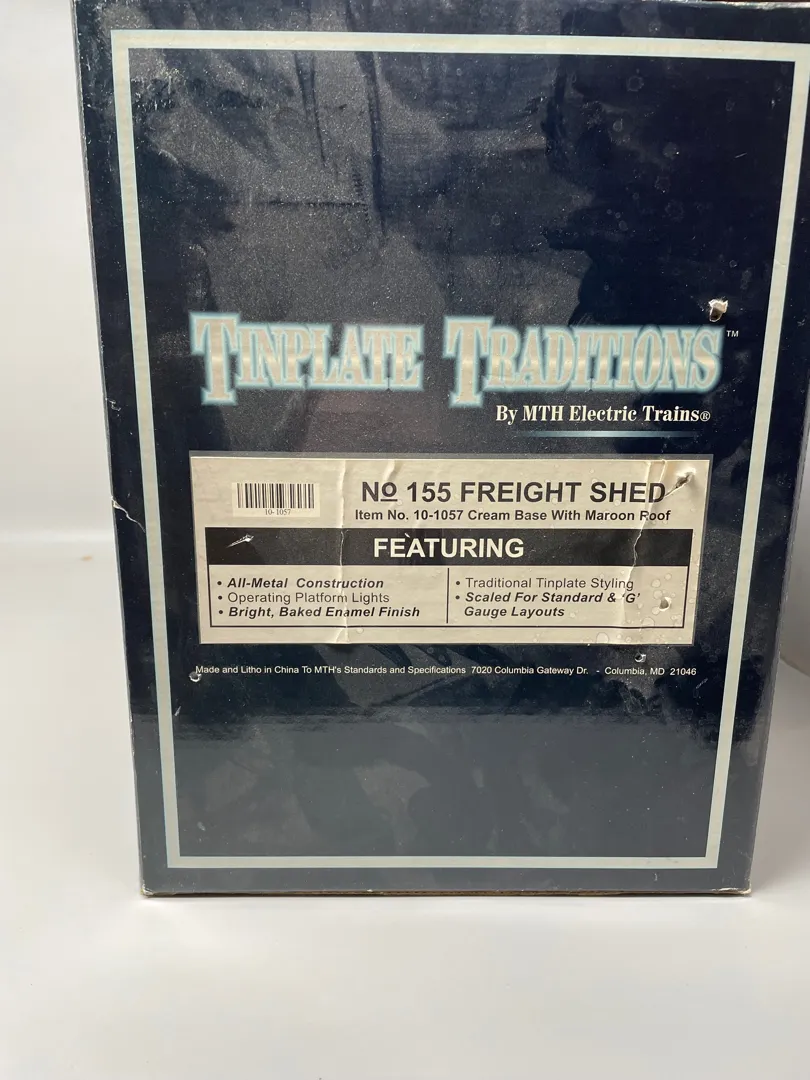 TINPLATE TRADITIONS™
By MTH Electric Trains®
10-1057
Nº 155 FREIGHT SHED
Item No. 10-1057 Cream Base With Maroon Roof
FEATURING
• All-Metal Construction
• Operating Platform Lights
• Bright, Baked Enamel Finish
• Traditional Tinplate Styling
• Scaled For Standard & 'G'
Gauge Layouts
Made and Litho in China To MTH's Standards and Specifications 7020 Columbia Gateway Dr. - Columbia, MD 21046